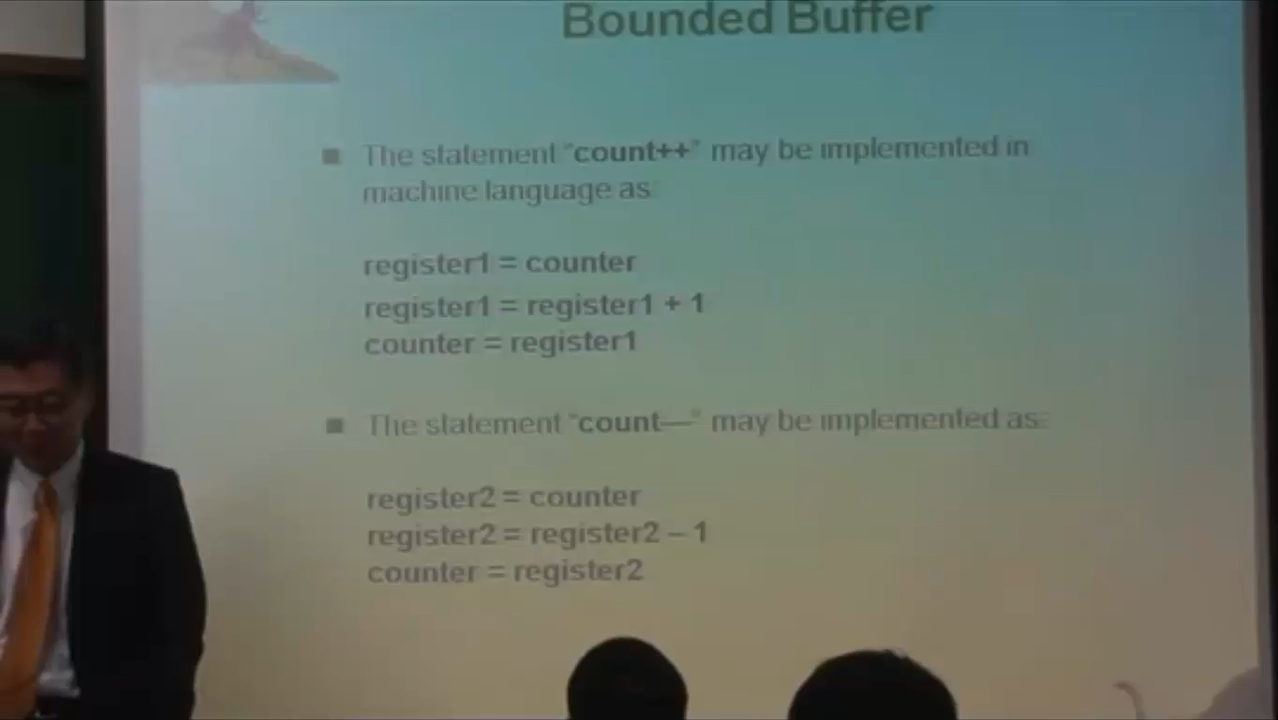 Bounded Buffer
■ The statement "count++" may be implemented in
machine language as:
register1 = counter
register1 = register1 + 1
counter = register1
■ The statement "count—" may be implemented as:
register2 = counter
register2 = register2 – 1
counter = register2